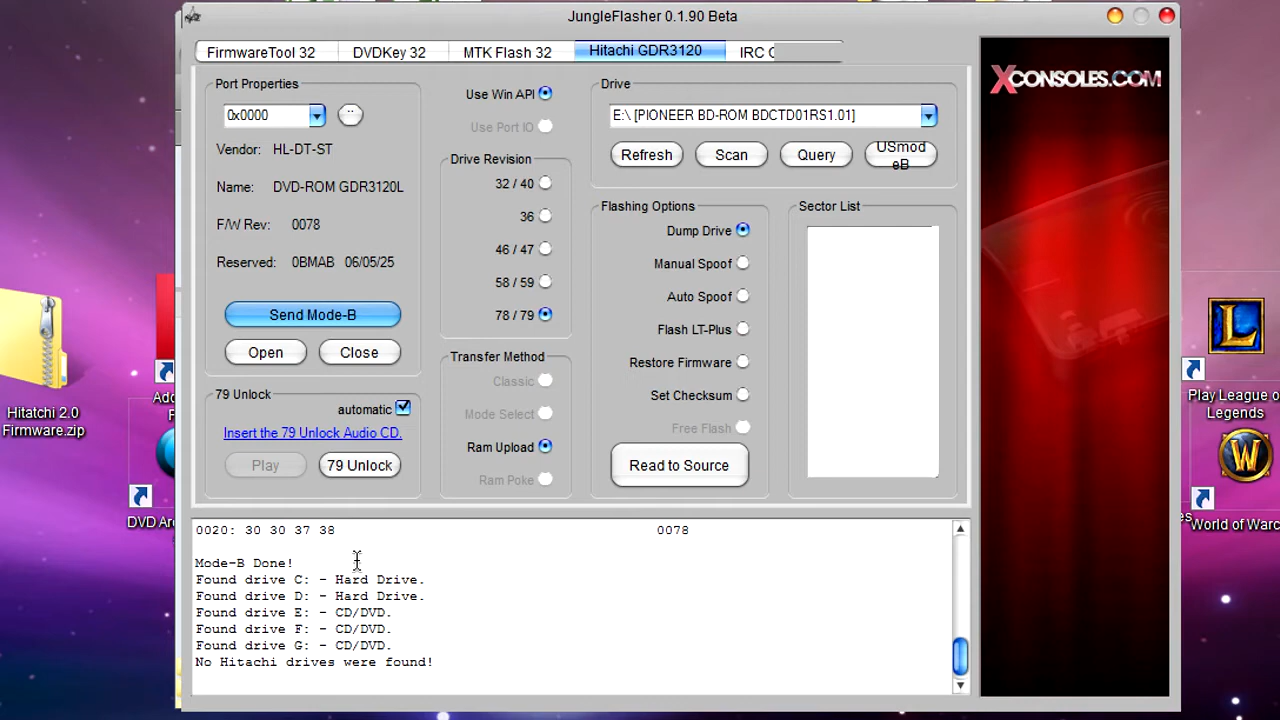 JungleFlasher 0.1.90 Beta
FirmwareTool 32
DVDKey 32
MTK Flash 32
Hitachi GDR3120
IRC
Port Properties
0x0000
Vendor: HL-DT-ST
Name: DVD-ROM GDR3120L
F/W Rev: 0078
Reserved: 0BMAB 06/05/25
Send Mode-B
Open
Close
79 Unlock
automatic
Insert the 79 Unlock Audio CD.
Play
79 Unlock
Use Win API
Use Port IO
Drive Revision
32 / 40
36
46 / 47
58 / 59
78 / 79
Transfer Method
Classic
Mode Select
Ram Upload
Ram Poke
Drive
E:\ [PIONEER BD-ROM BDCTD01RS1.01]
Refresh
Scan
Query
USmod
eB
Flashing Options
Dump Drive
Manual Spoof
Auto Spoof
Flash LT-Plus
Restore Firmware
Set Checksum
Free Flash
Read to Source
Sector List
XCONSOLES.COM
0020: 30 30 37 38 0078
Mode-B Done!
Found drive C: - Hard Drive.
Found drive D: - Hard Drive.
Found drive E: - CD/DVD.
Found drive F: - CD/DVD.
Found drive G: - CD/DVD.
No Hitachi drives were found!
Hitatchi 2.0
Firmware.zip
Play League o
Legends
World of Warc